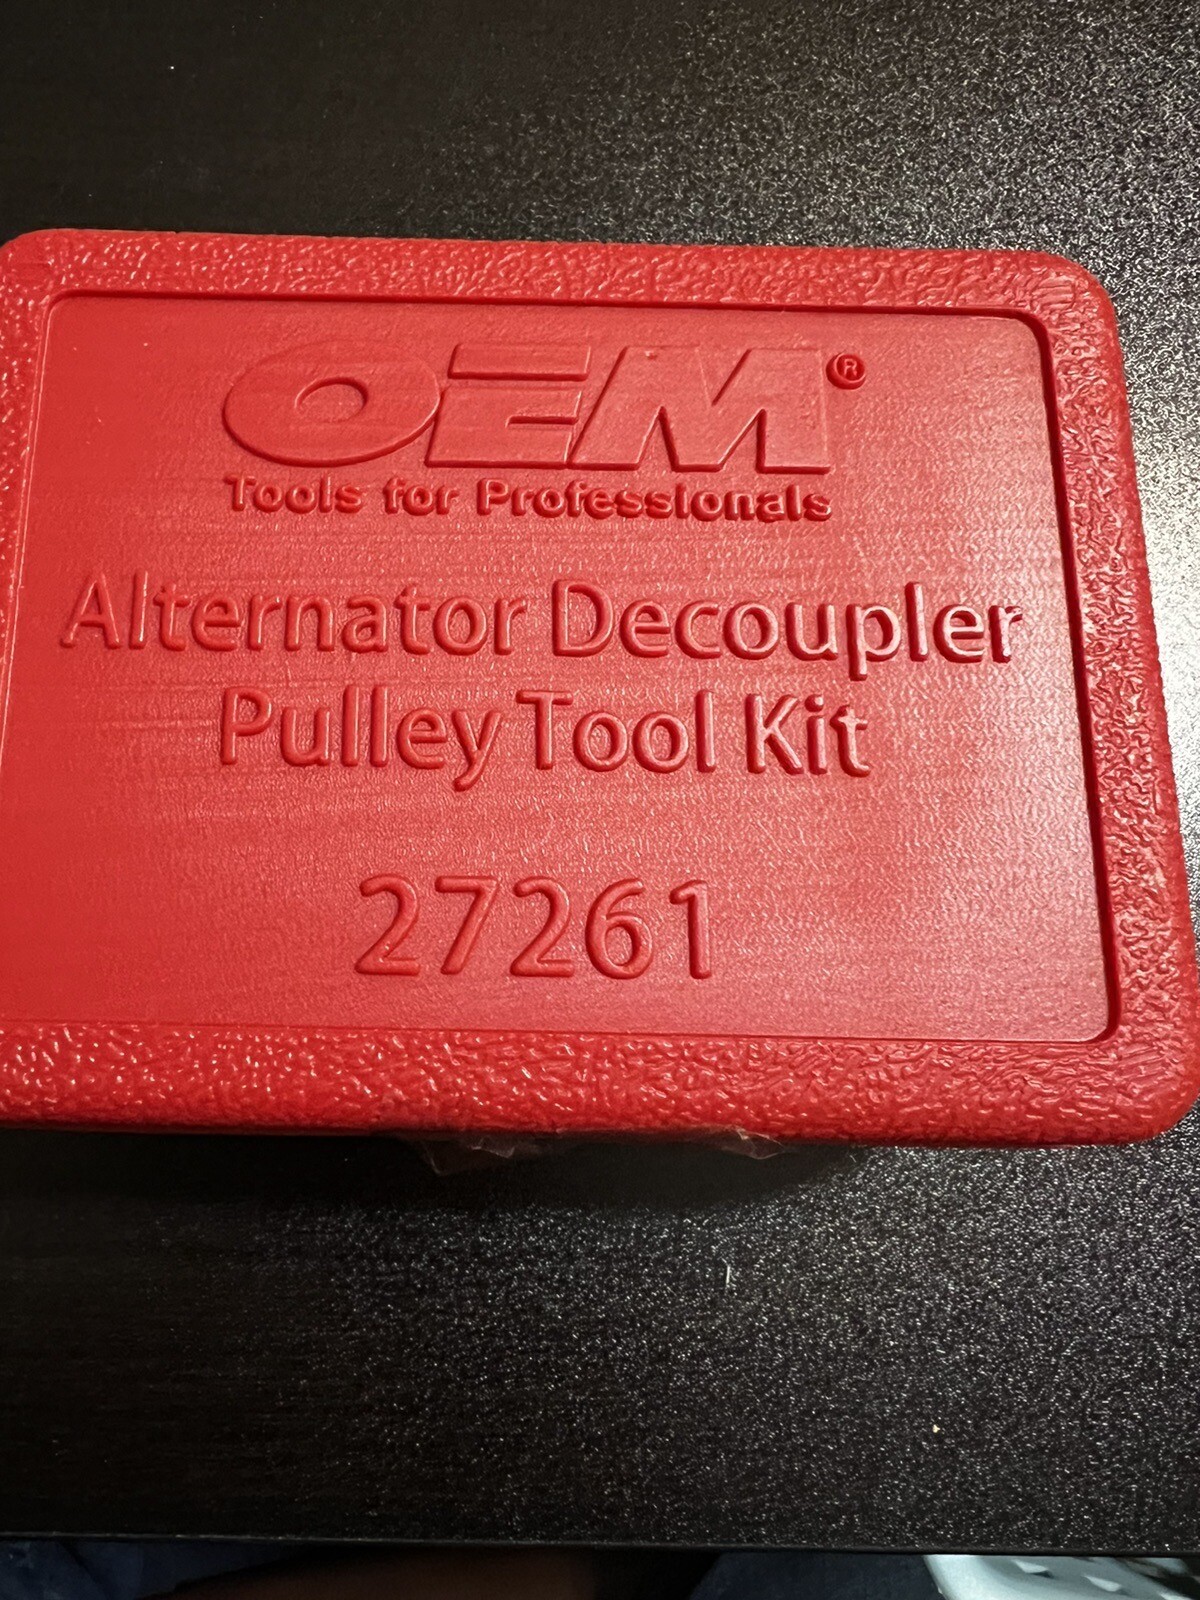 OEM®
Tools for Professionals
Alternator Decoupler
Pulley Tool Kit
27261